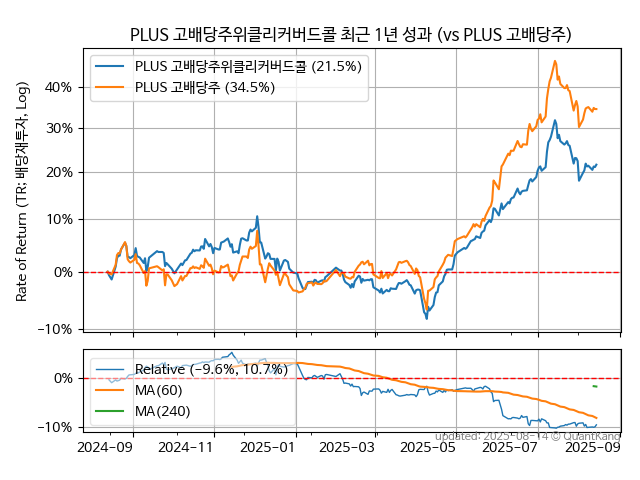 PLUS 고배당주위클리커버드콜 최근 1년 성과 (vs PLUS 고배당주)
Rate of Return (TR: 배당재투자, Log)
PLUS 고배당주위클리커버드콜 (21.5%)
PLUS 고배당주 (34.5%)
40%
30%
20%
10%
0%
−10%
Relative (-9.6%, 10.7%)
MA(60)
MA(240)
0%
−10%
updated: 2025-08-14 © QuantKang
2024−09
2024−11
2025−01
2025−03
2025−05
2025−07
2025−09